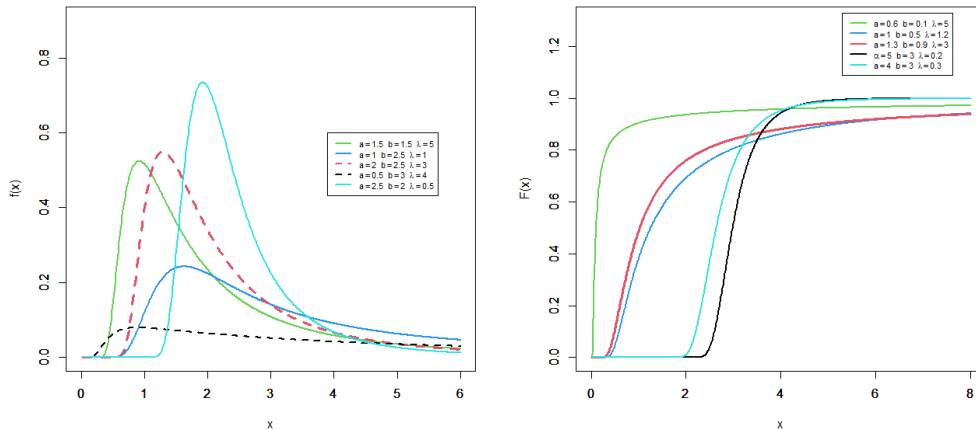 f(x)
0.8
0.6
0.4
0.2
0.0
a=1.5 b=1.5 λ=5
a=1 b=2.5 λ=1
a=2 b=2.5 λ=3
a=0.5 b=3 λ=4
a=2.5 b=2 λ=0.5
0 1 2 3 4 5 6
x
F(x)
1.2
1.0
0.8
0.6
0.4
0.2
0.0
a=0.6 b=0.1 λ=5
a=1 b=0.5 λ=1.2
a=1.3 b=0.9 λ=3
α=5 b=3 λ=0.2
a=4 b=3 λ=0.3
0 2 4 6 8
x